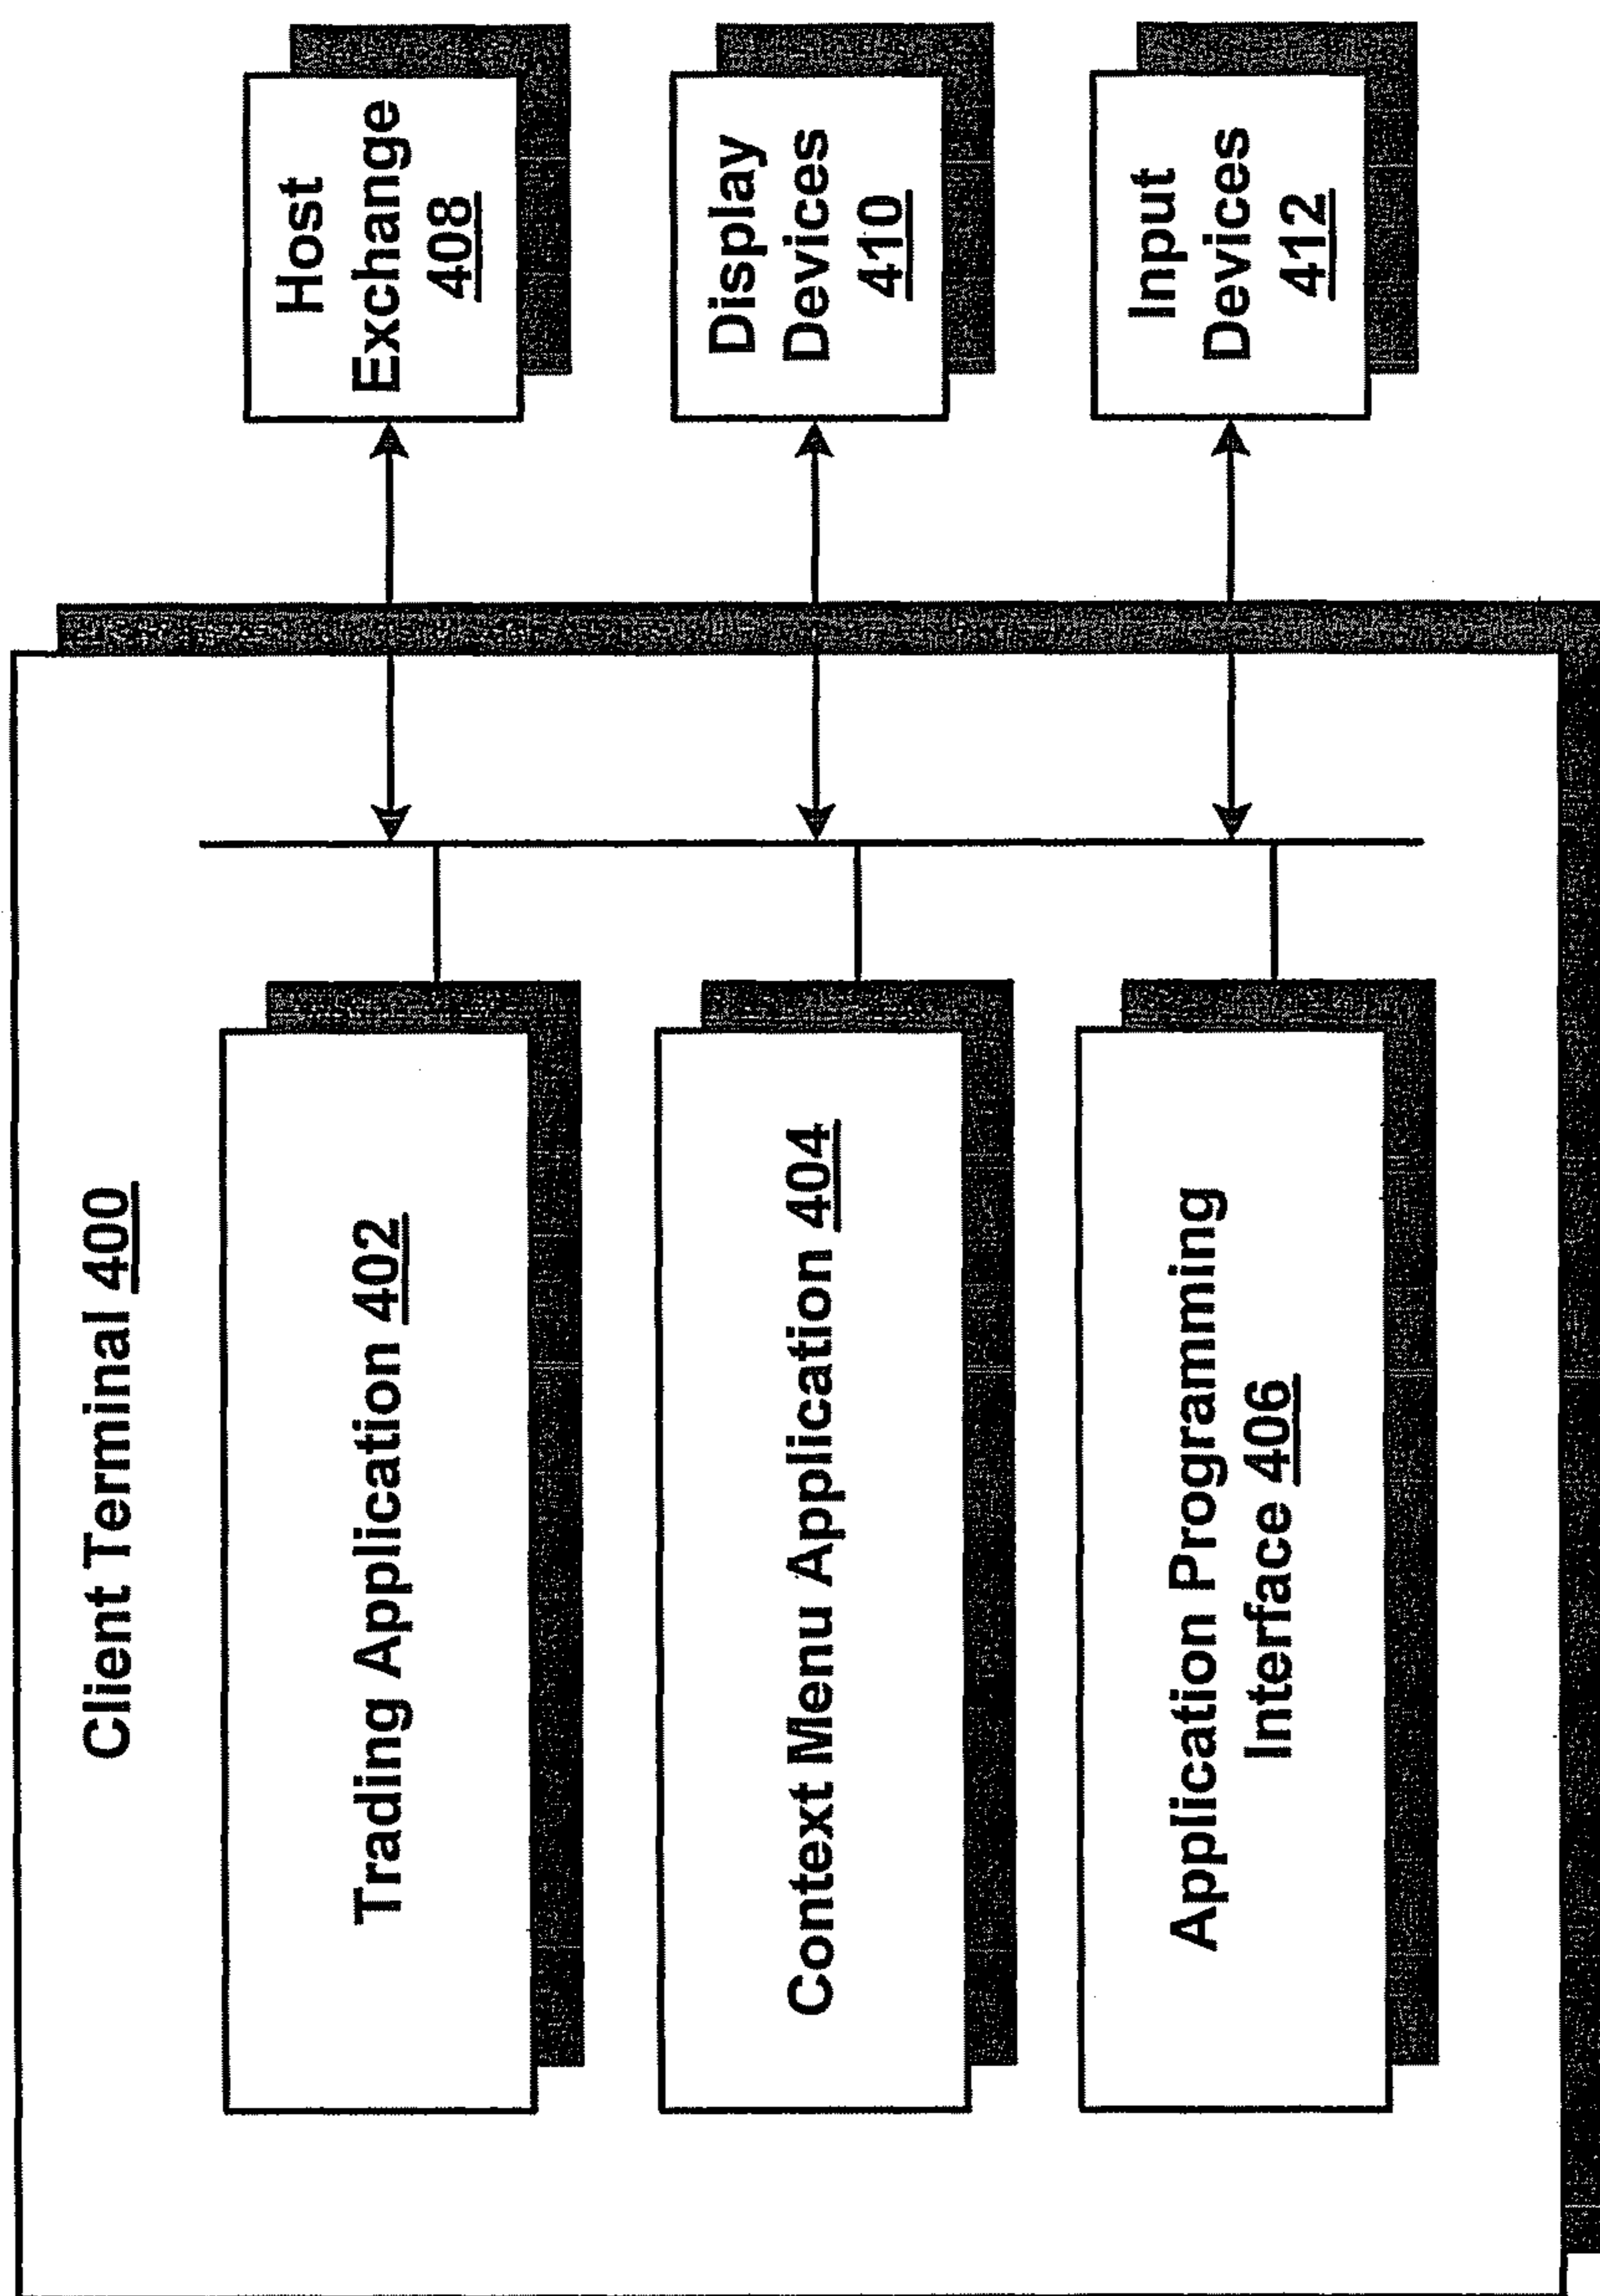 Client Terminal 400
Trading Application 402
Context Menu Application 404
Application Programming
Interface 406
Host
Exchange
408
Display
Devices
410
Input
Devices
412